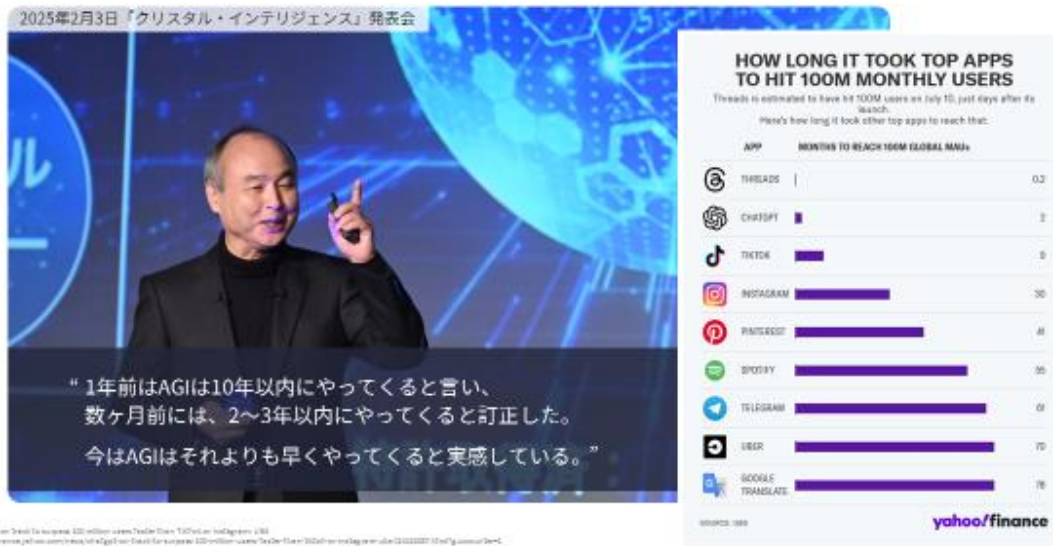 2025年2月3日『クリスタル・インテリジェンス』発表会
ル
“ 1年前はAGIは10年以内にやってくると言い、
数ヶ月前には、2〜3年以内にやってくると訂正した。
今はAGIはそれよりも早くやってくると実感している。”
HOW LONG IT TOOK TOP APPS
TO HIT 100M MONTHLY USERS
Threads is estimated to have hit 100M users on July 10, just days after its
launch.
Here's how long it took other top apps to reach that:
APP MONTHS TO REACH 100M GLOBAL MAUs
THREADS 0.2
CHATGPT 2
TIKTOK 9
INSTAGRAM 30
PINTEREST 41
SPOTIFY 55
TELEGRAM 61
UBER 70
GOOGLE 78
TRANSLATE
SOURCE: UBS
yahoo!finance